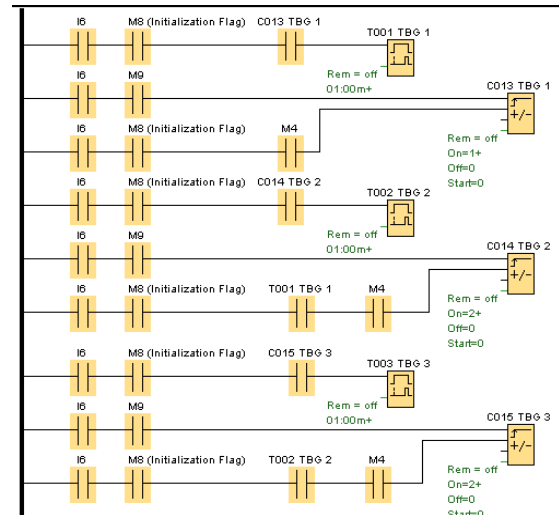 I6 M8 (Initialization Flag) C013 TBG 1
T001 TBG 1
Rem = off
01:00m+
I6 M9
C013 TBG 1
+/-
I6 M8 (Initialization Flag) M4
Rem = off
On=1+
Off=0
Start=0
I6 M8 (Initialization Flag) C014 TBG 2
T002 TBG 2
Rem = off
01:00m+
I6 M9
C014 TBG 2
+/-
I6 M8 (Initialization Flag) T001 TBG 1 M4
Rem = off
On=2+
Off=0
Start=0
I6 M8 (Initialization Flag) C015 TBG 3
T003 TBG 3
Rem = off
01:00m+
I6 M9
C015 TBG 3
+/-
I6 M8 (Initialization Flag) T002 TBG 2 M4
Rem = off
On=2+
Off=0
Start=0